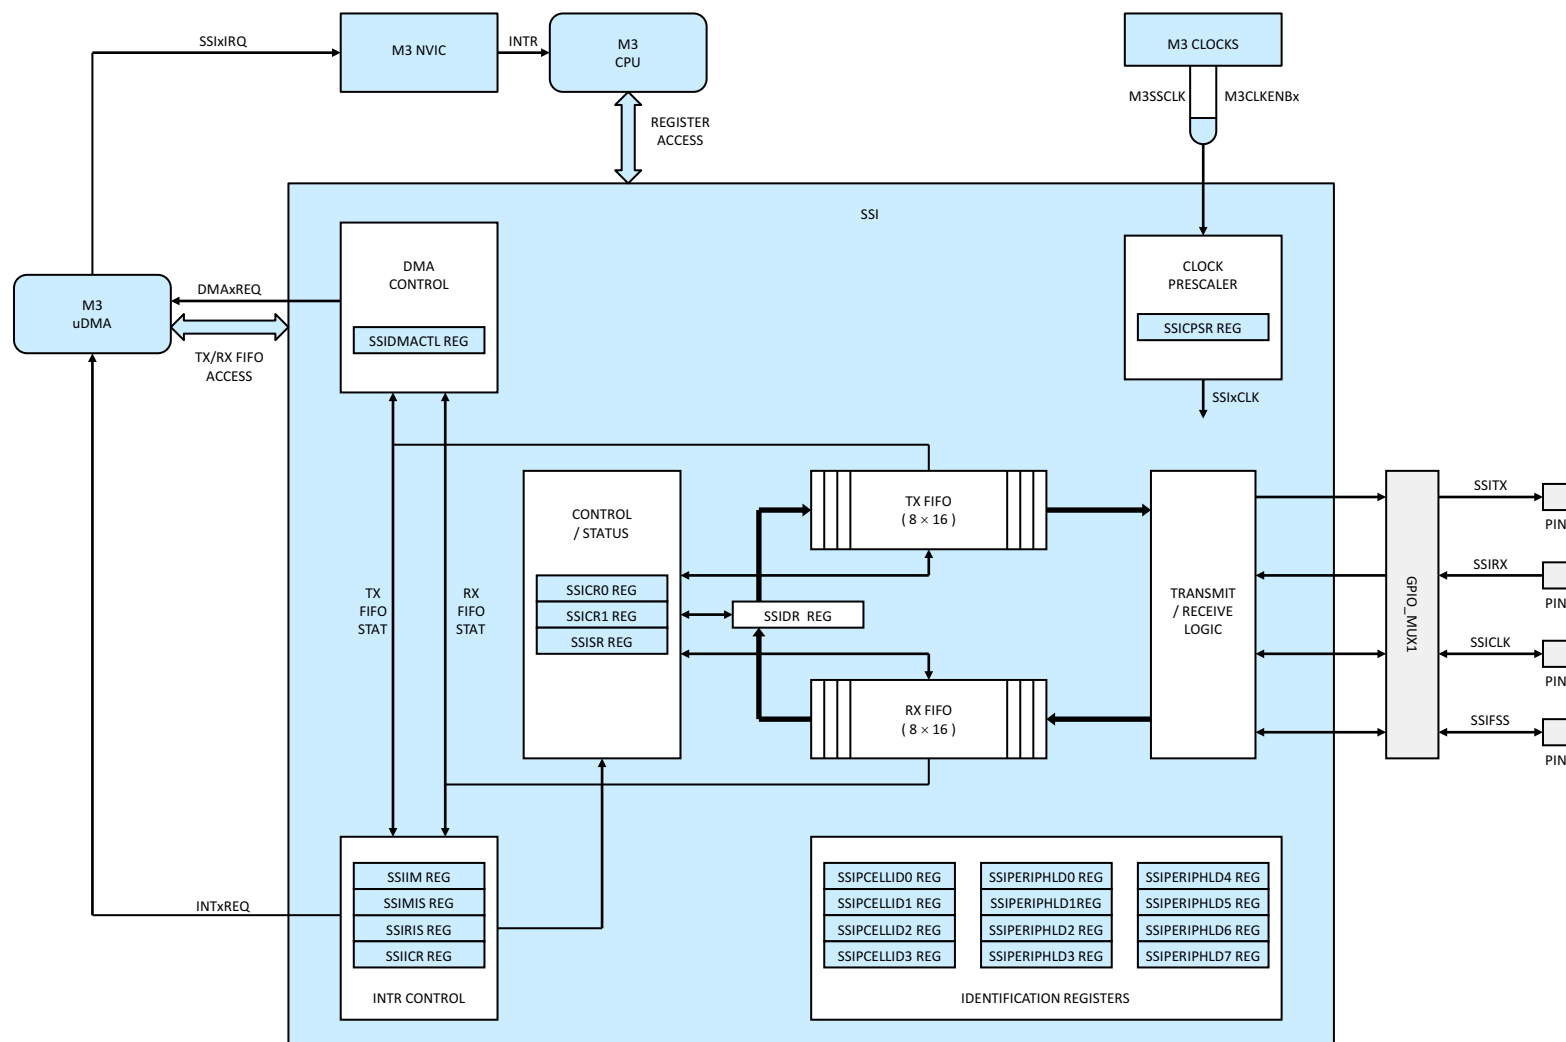 SSIxIRQ
M3 NVIC
INTR
M3
CPU
M3 CLOCKS
M3SSCLK
M3CLKENBx
REGISTER
ACCESS
SSI
DMA
CONTROL
SSIDMACTL REG
CLOCK
PRESCALER
SSICPSR REG
SSIxCLK
DMAxREQ
M3
uDMA
TX/RX FIFO
ACCESS
TX
FIFO
STAT
RX
FIFO
STAT
CONTROL
/ STATUS
SSICR0 REG
SSICR1 REG
SSISR REG
TX FIFO
( 8 × 16 )
SSIDR  REG
RX FIFO
( 8 × 16 )
TRANSMIT
/ RECEIVE
LOGIC
GPIO_MUX1
SSITX
PIN
SSIRX
PIN
SSICLK
PIN
SSIFSS
PIN
INTxREQ
SSIIM REG
SSIMIS REG
SSIRIS REG
SSIICR REG
INTR CONTROL
SSIPCELLID0 REG
SSIPCELLID1 REG
SSIPCELLID2 REG
SSIPCELLID3 REG
SSIPERIPHLD0 REG
SSIPERIPHLD1REG
SSIPERIPHLD2 REG
SSIPERIPHLD3 REG
SSIPERIPHLD4 REG
SSIPERIPHLD5 REG
SSIPERIPHLD6 REG
SSIPERIPHLD7 REG
IDENTIFICATION REGISTERS